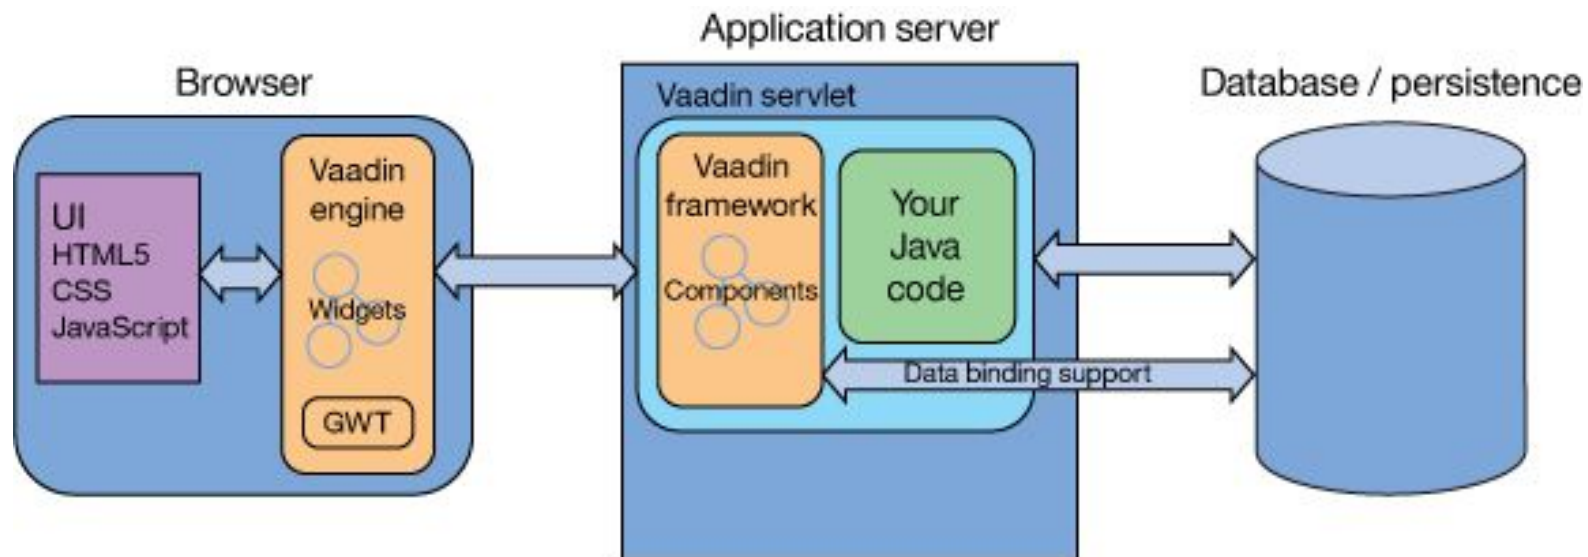 Application server
Browser
Database / persistence
Vaadin servlet
UI
HTML5
CSS
JavaScript
Vaadin
engine
Widgets
GWT
Vaadin
framework
Components
Your
Java
code
Data binding support